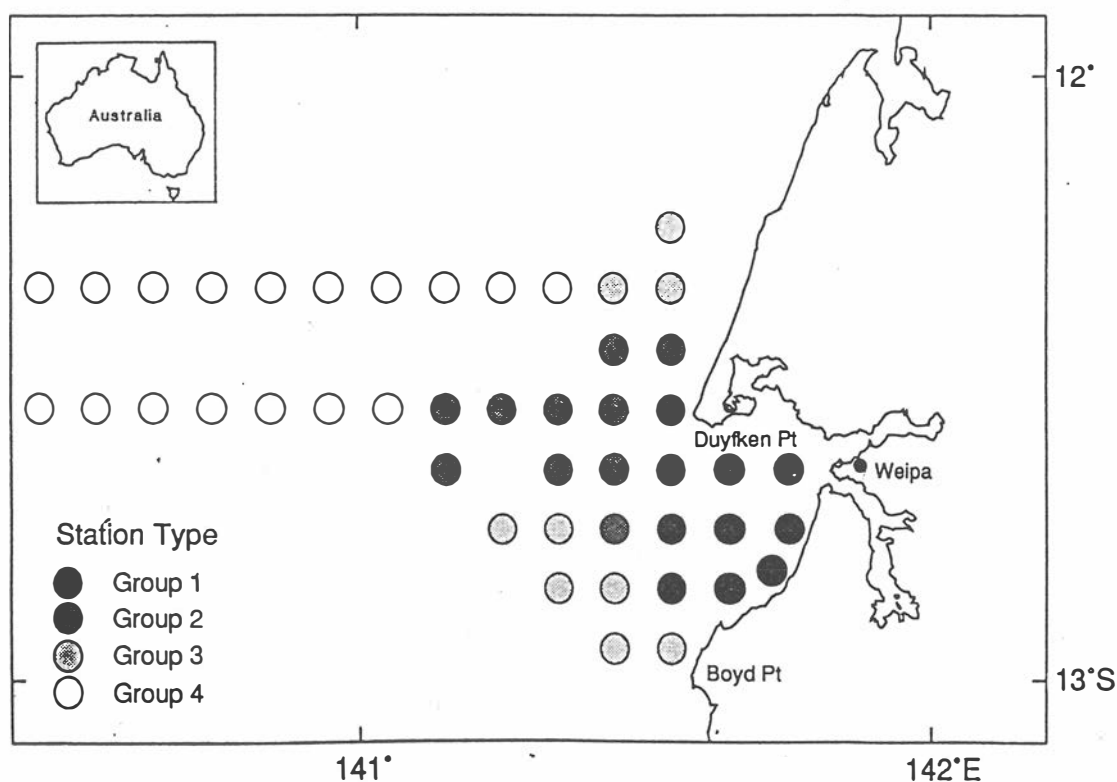 Australia
12°
Duyfken Pt
Weipa
Station Type
Group 1
Group 2
Group 3
Group 4
Boyd Pt
13°S
141°
142°E